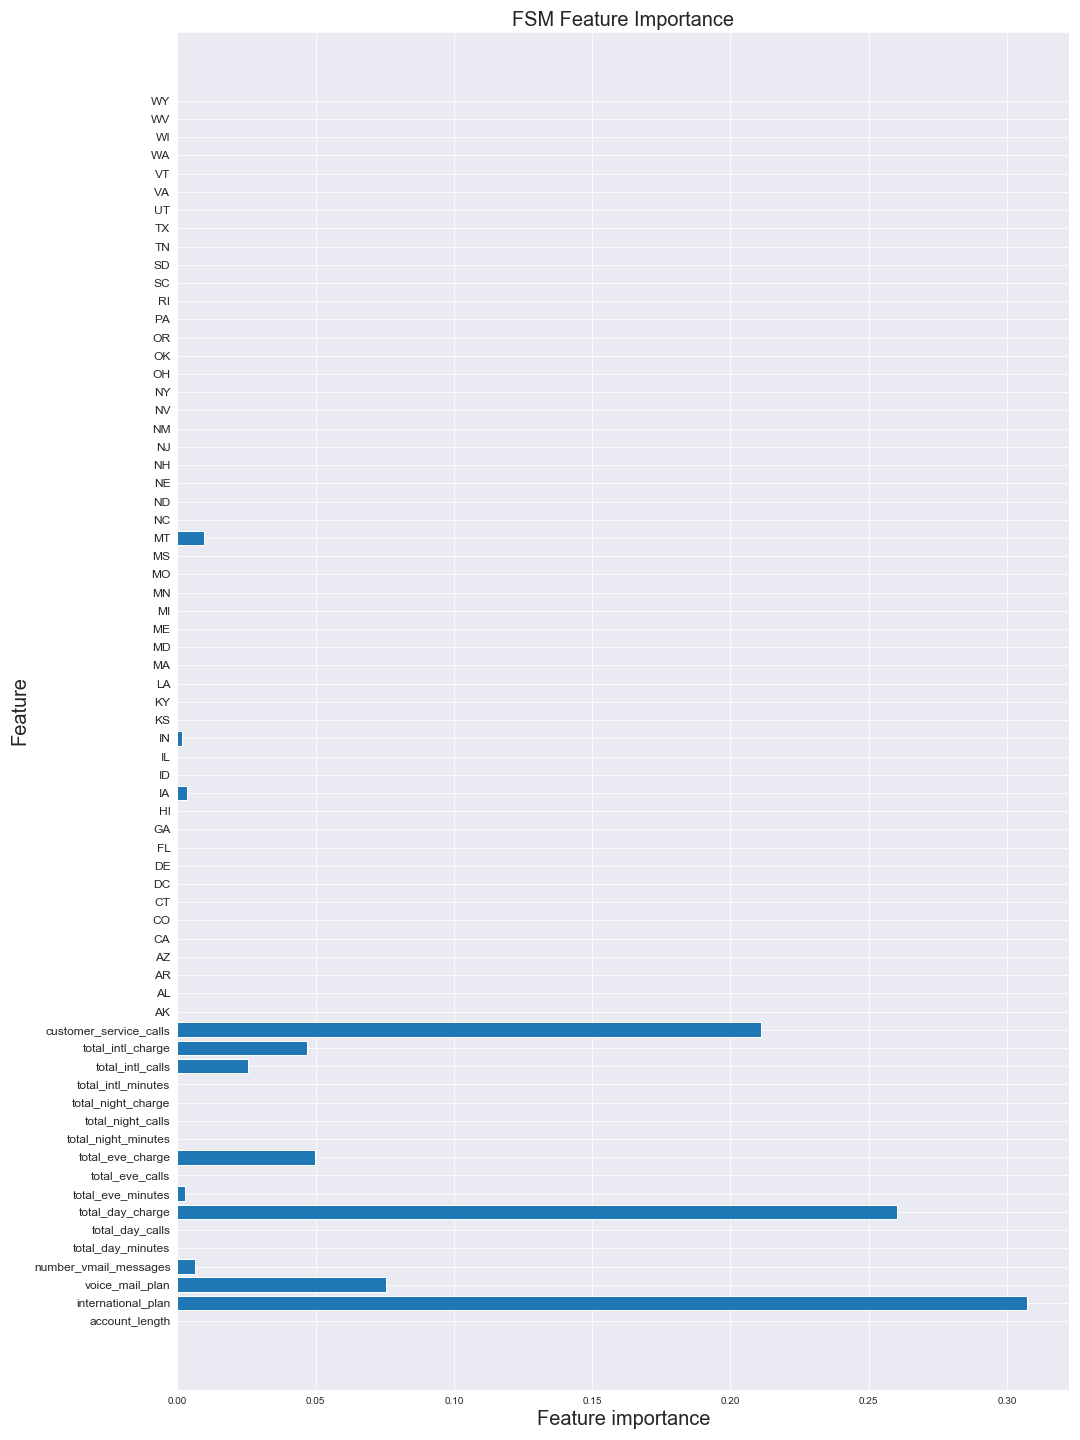 FSM Feature Importance
WY
WV
WI
WA
VT
VA
UT
TX
TN
SD
SC
RI
PA
OR
OK
OH
NY
NV
NM
NJ
NH
NE
ND
NC
MT
MS
MO
MN
MI
ME
MD
MA
LA
KY
KS
IN
IL
ID
IA
HI
GA
FL
DE
DC
CT
CO
CA
AZ
AR
AL
AK
customer_service_calls
total_intl_charge
total_intl_calls
total_intl_minutes
total_night_charge
total_night_calls
total_night_minutes
total_eve_charge
total_eve_calls
total_eve_minutes
total_day_charge
total_day_calls
total_day_minutes
number_vmail_messages
voice_mail_plan
international_plan
account_length
Feature
0.00 0.05 0.10 0.15 0.20 0.25 0.30
Feature importance